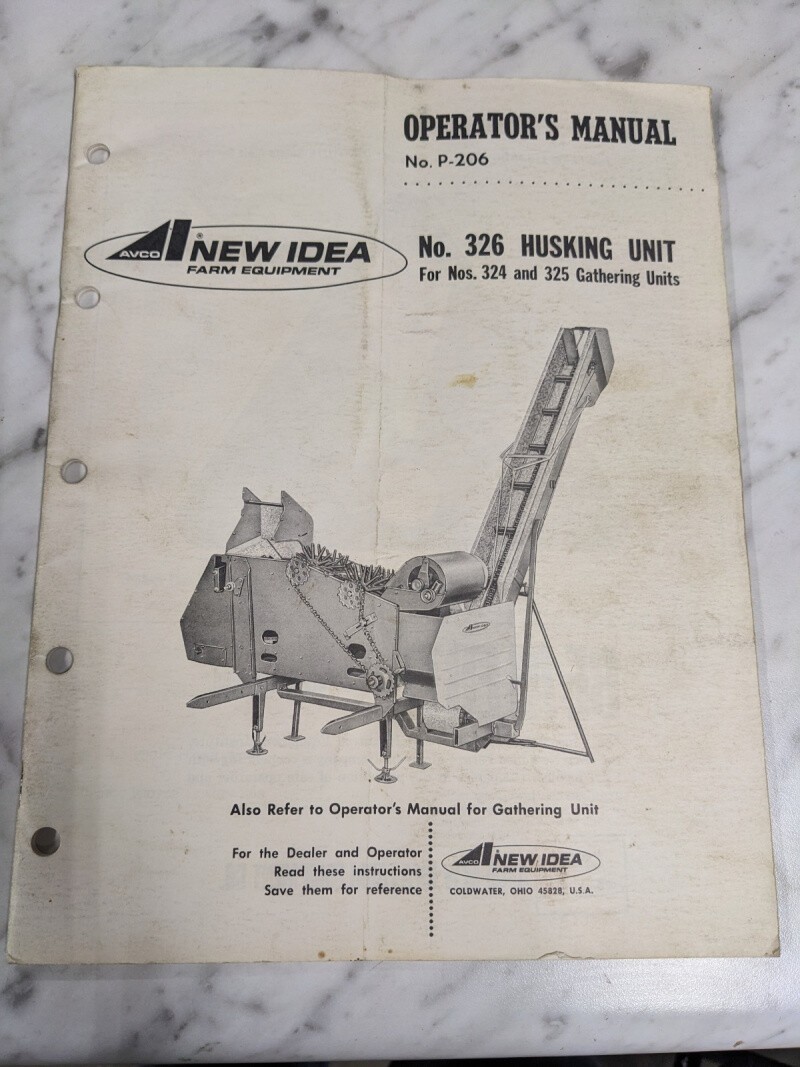 OPERATOR'S MANUAL
No. P-206
AVCO NEW IDEA ®
FARM EQUIPMENT
No. 326 HUSKING UNIT
For Nos. 324 and 325 Gathering Units
Also Refer to Operator's Manual for Gathering Unit
For the Dealer and Operator
Read these instructions
Save them for reference
AVCO NEW IDEA
FARM EQUIPMENT
COLDWATER, OHIO 45828, U.S.A.